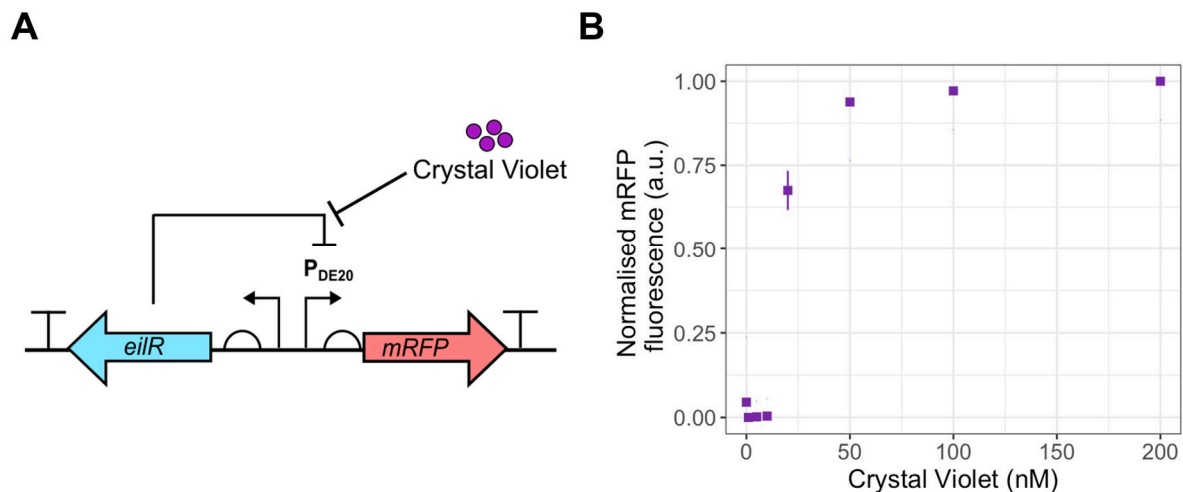 A
Crystal Violet
P_DE20
eilR
mRFP
B
Normalised mRFP
fluorescence (a.u.)
1.00
0.75
0.50
0.25
0.00
0
50
100
150
200
Crystal Violet (nM)